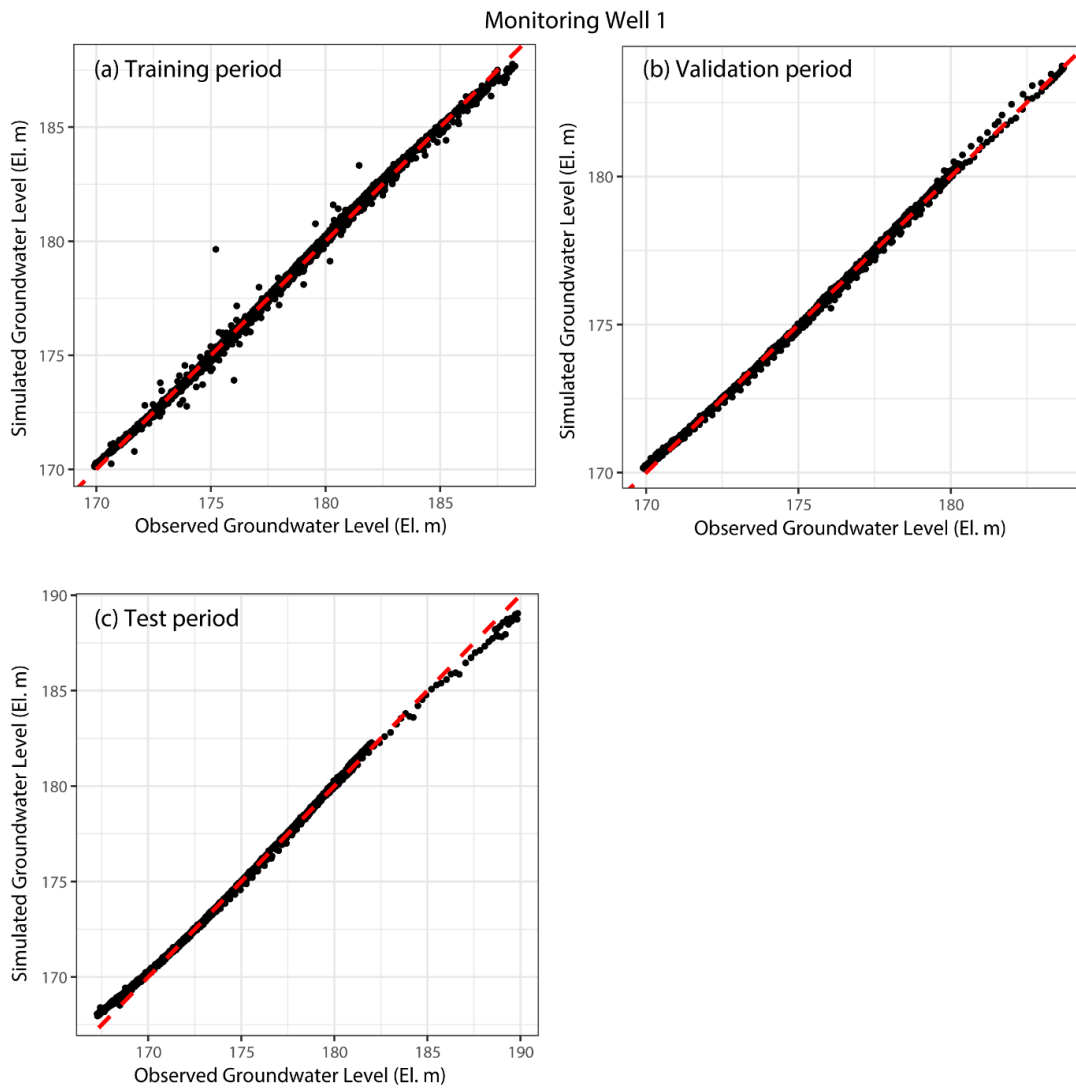 Monitoring Well 1
(a) Training period
Simulated Groundwater Level (El. m)
185
180
175
170
170 175 180 185
Observed Groundwater Level (El. m)
(b) Validation period
Simulated Groundwater Level (El. m)
180
175
170
170 175 180
Observed Groundwater Level (El. m)
(c) Test period
Simulated Groundwater Level (El. m)
190
185
180
175
170
170 175 180 185 190
Observed Groundwater Level (El. m)